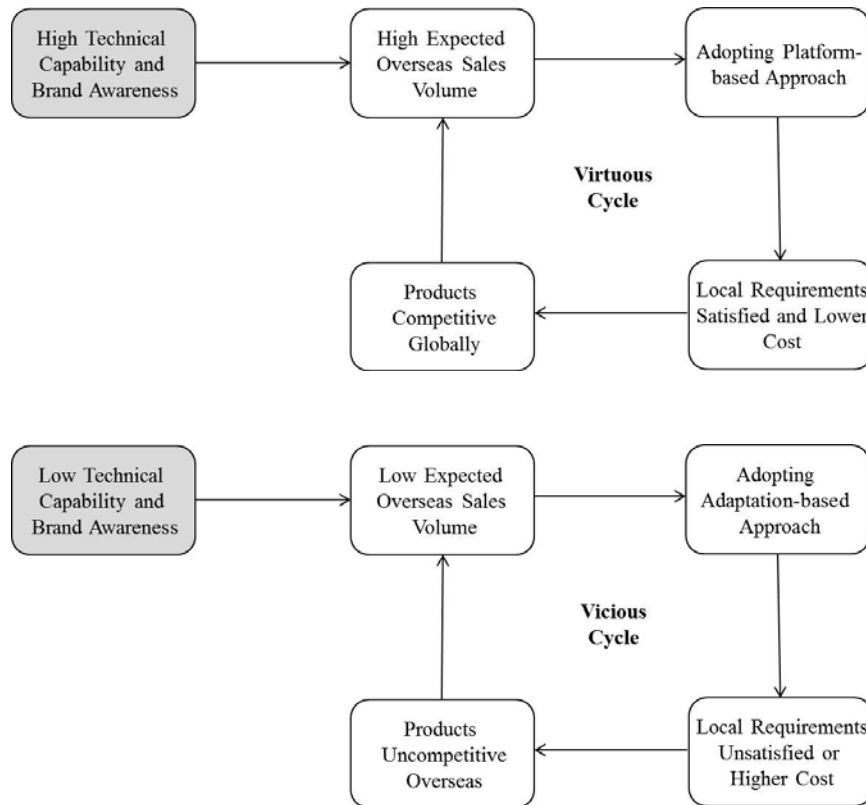 High Technical
Capability and
Brand Awareness
High Expected
Overseas Sales
Volume
Adopting Platform-
based Approach
Virtuous
Cycle
Products
Competitive
Globally
Local Requirements
Satisfied and Lower
Cost
Low Technical
Capability and
Brand Awareness
Low Expected
Overseas Sales
Volume
Adopting
Adaptation-based
Approach
Vicious
Cycle
Products
Uncompetitive
Overseas
Local Requirements
Unsatisfied or
Higher Cost